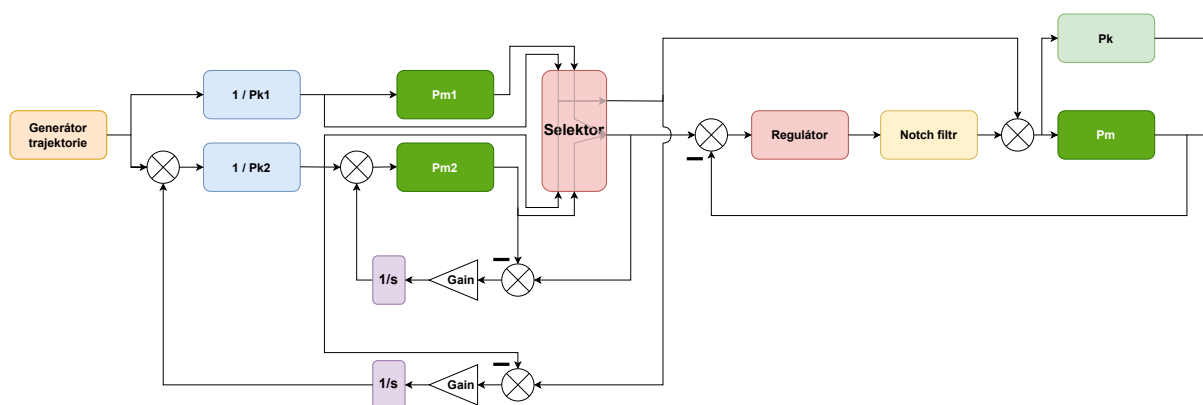 Generátor
trajektorie
1 / Pk1
1 / Pk2
Pm1
Pm2
Selektor
Regulátor
Notch filtr
Pk
Pm
1/s
Gain
1/s
Gain